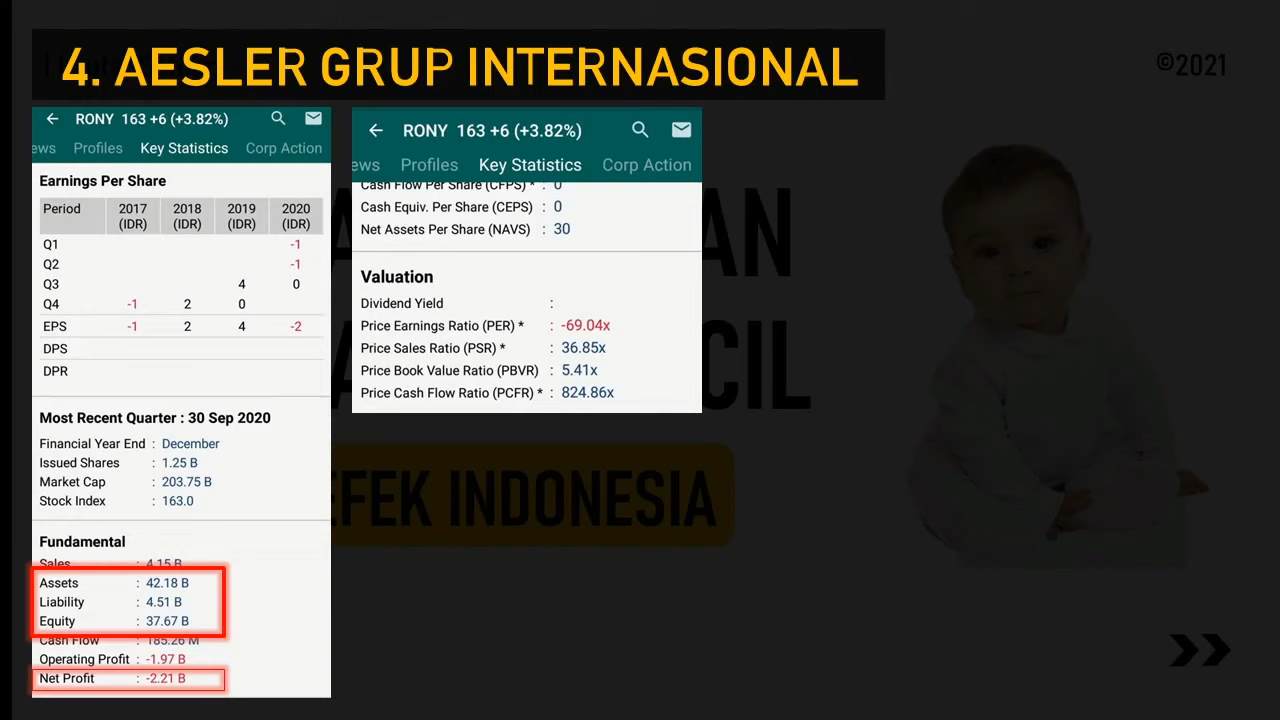 4. AESLER GRUP INTERNASIONAL
©2021
RONY 163 +6 (+3.82%)
ews Profiles Key Statistics Corp Action
Earnings Per Share
Period 2017 (IDR) 2018 (IDR) 2019 (IDR) 2020 (IDR)
Q1 -1
Q2 -1
Q3 4 0
Q4 -1 2 0
EPS -1 2 4 -2
DPS
DPR
Most Recent Quarter : 30 Sep 2020
Financial Year End : December
Issued Shares : 1.25 B
Market Cap : 203.75 B
Stock Index : 163.0
Fundamental
Sales : 4.15 B
Assets : 42.18 B
Liability : 4.51 B
Equity : 37.67 B
Cash Flow : 185.26 M
Operating Profit : -1.97 B
Net Profit : -2.21 B
RONY 163 +6 (+3.82%)
ews Profiles Key Statistics Corp Action
Cash Flow Per Share (CFPS) * : 0
Cash Equiv. Per Share (CEPS) : 0
Net Assets Per Share (NAVS) : 30
Valuation
Dividend Yield :
Price Earnings Ratio (PER) * : -69.04x
Price Sales Ratio (PSR) * : 36.85x
Price Book Value Ratio (PBVR) : 5.41x
Price Cash Flow Ratio (PCFR) * : 824.86x
AN
CIL
EFEK INDONESIA